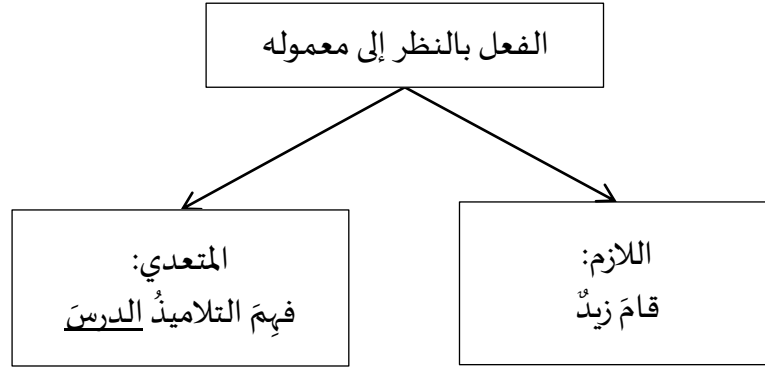 الفعل بالنظر إلى معموله
اللازم:
قامَ زيدٌ
المتعدي:
فهِمَ التلاميذُ الدرسَ